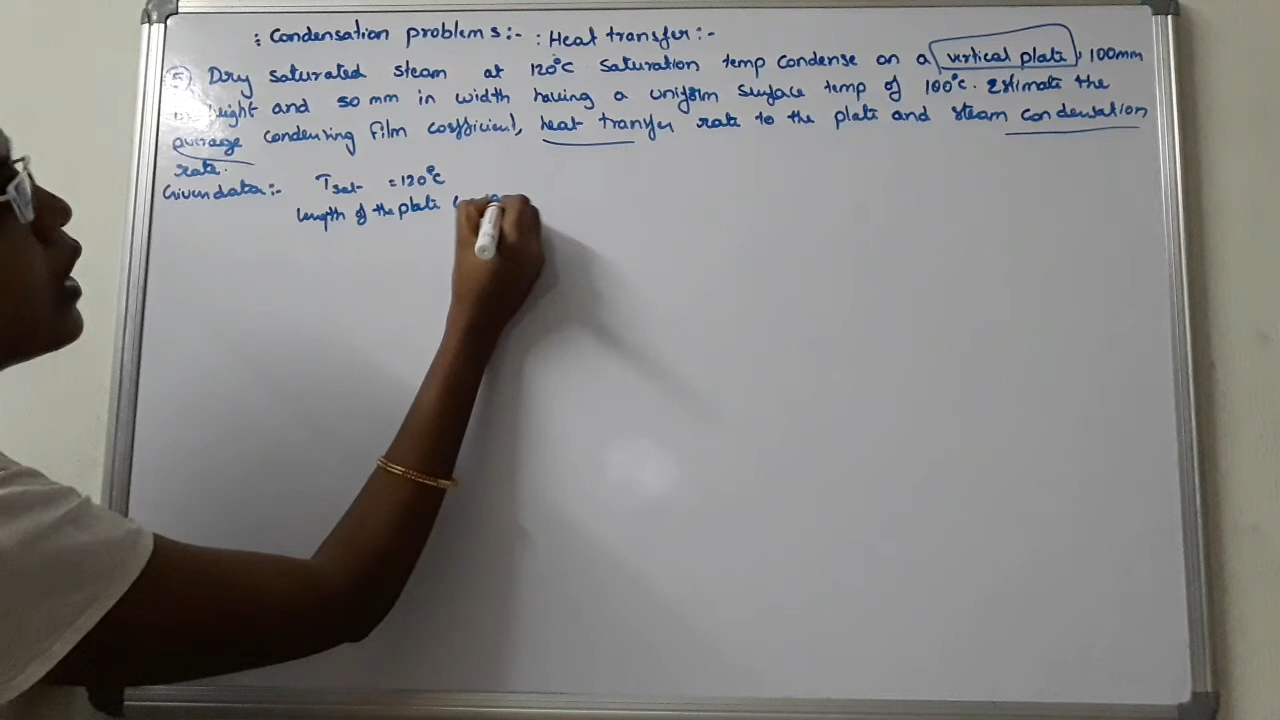 : Condensation problems:- : Heat transfer:-
5) Dry saturated steam at 120°C saturation temp condense on a vertical plate, 100mm
height and 50 mm in width having a uniform surface temp of 100°C. Estimate the
average condensing film coefficient, heat tranfer rate to the plate and steam condensation
rate.
Given data:- Tsat = 120°C
length of the plate